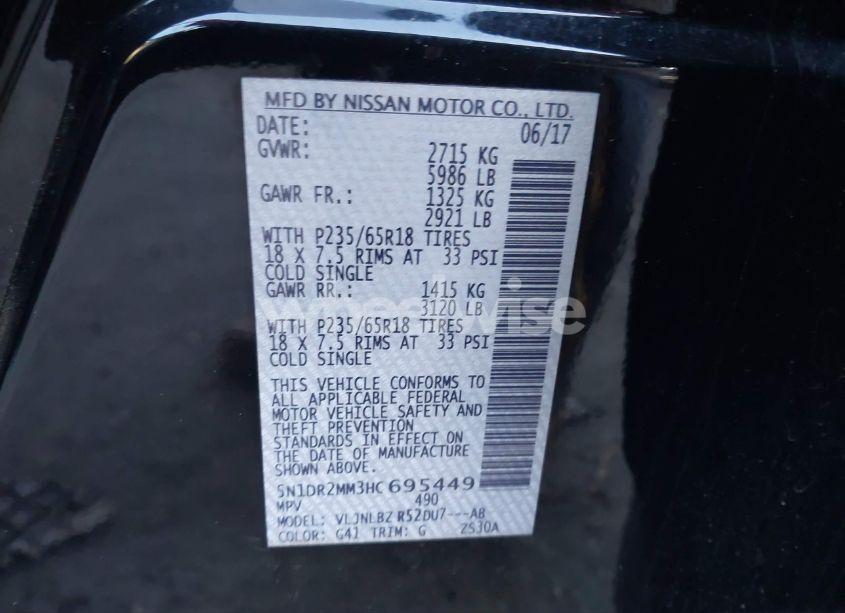 MFD BY NISSAN MOTOR CO., LTD.
DATE: 06/17
GVWR: 2715 KG
5986 LB
GAWR FR.: 1325 KG
2921 LB
WITH P235/65R18 TIRES
18 X 7.5 RIMS AT 33 PSI
COLD SINGLE
GAWR RR.: 1415 KG
3120 LB
WITH P235/65R18 TIRES
18 X 7.5 RIMS AT 33 PSI
COLD SINGLE
THIS VEHICLE CONFORMS TO
ALL APPLICABLE FEDERAL
MOTOR VEHICLE SAFETY AND
THEFT PREVENTION
STANDARDS IN EFFECT ON
THE DATE OF MANUFACTURE
SHOWN ABOVE.
5N1DR2MM3HC695449
MPV 490
MODEL: VLJNLBZ R52DU7---AB
COLOR: G41 TRIM: G 2S30A